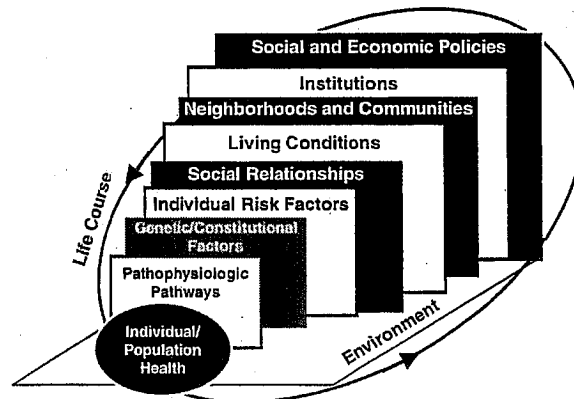 Social and Economic Policies
Institutions
Neighborhoods and Communities
Living Conditions
Social Relationships
Individual Risk Factors
Genetic/Constitutional
Factors
Pathophysiologic
Pathways
Individual/
Population
Health
Life Course
Environment